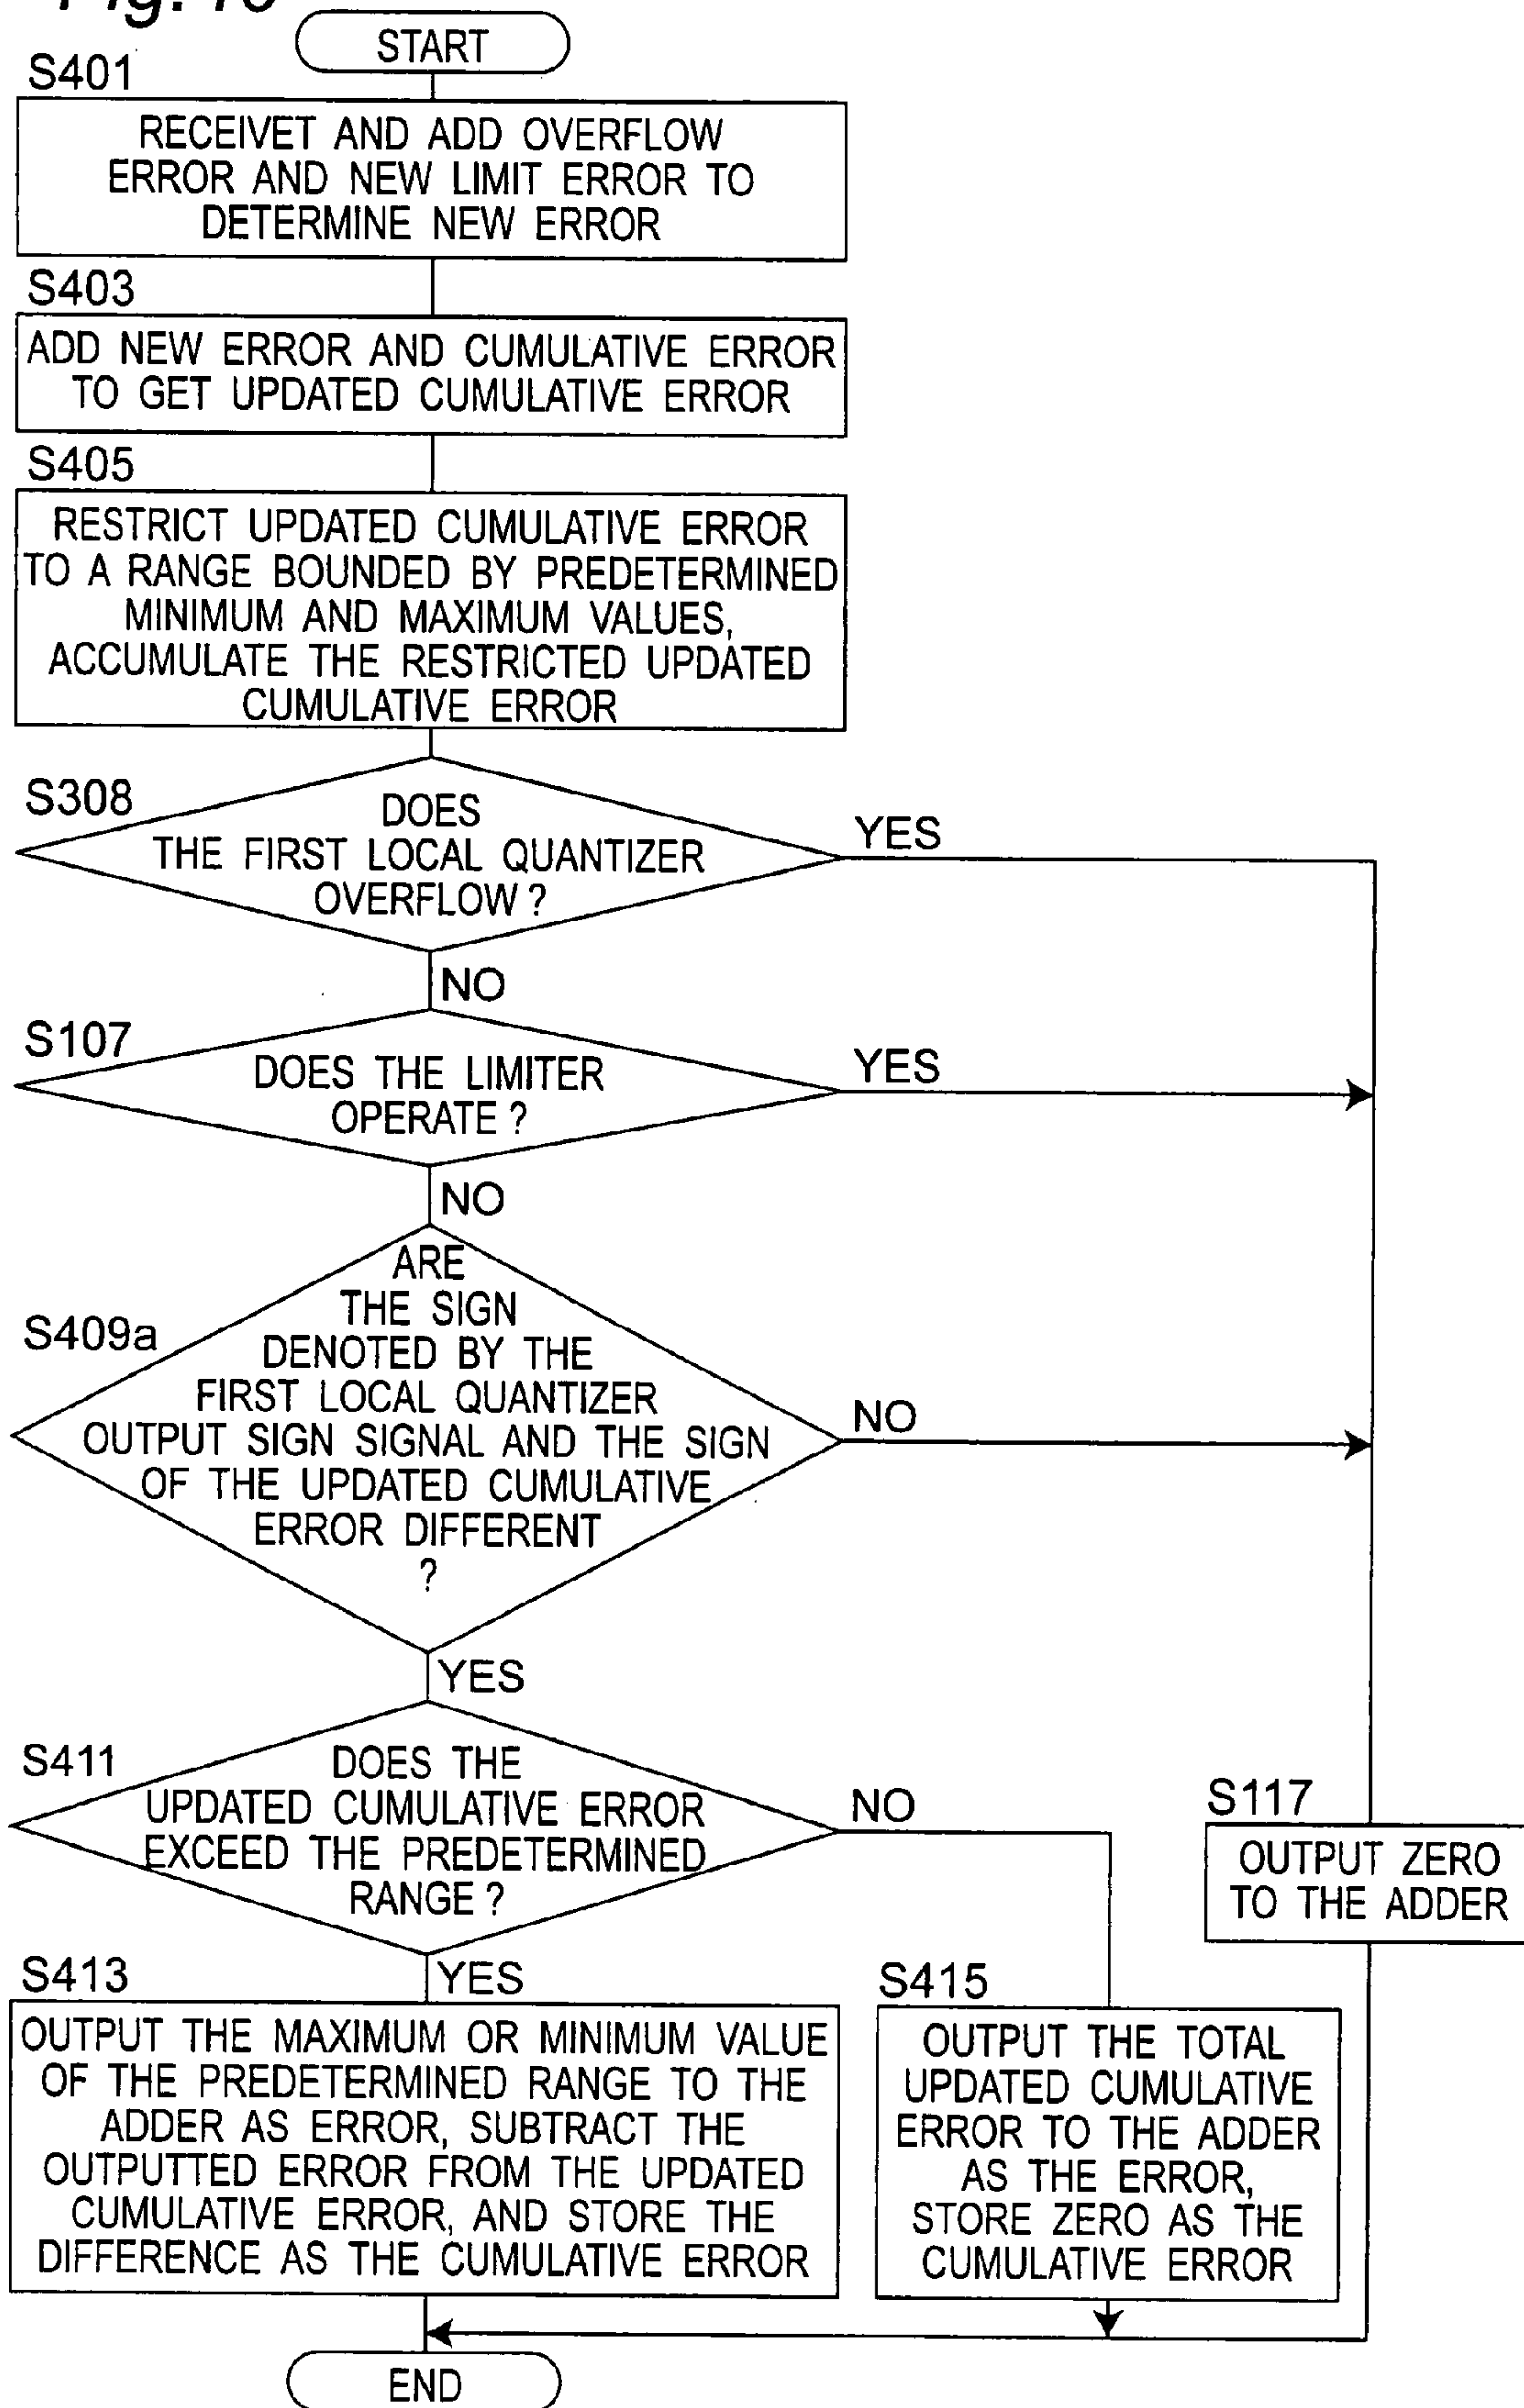 START
S401
RECEIVET AND ADD OVERFLOW
ERROR AND NEW LIMIT ERROR TO
DETERMINE NEW ERROR
S403
ADD NEW ERROR AND CUMULATIVE ERROR
TO GET UPDATED CUMULATIVE ERROR
S405
RESTRICT UPDATED CUMULATIVE ERROR
TO A RANGE BOUNDED BY PREDETERMINED
MINIMUM AND MAXIMUM VALUES,
ACCUMULATE THE RESTRICTED UPDATED
CUMULATIVE ERROR
S308
DOES
THE FIRST LOCAL QUANTIZER
OVERFLOW ?
YES
NO
S107
DOES THE LIMITER
OPERATE ?
YES
NO
S409a
ARE
THE SIGN
DENOTED BY THE
FIRST LOCAL QUANTIZER
OUTPUT SIGN SIGNAL AND THE SIGN
OF THE UPDATED CUMULATIVE
ERROR DIFFERENT
?
NO
YES
S411
DOES THE
UPDATED CUMULATIVE ERROR
EXCEED THE PREDETERMINED
RANGE ?
NO
YES
S117
OUTPUT ZERO
TO THE ADDER
S413
OUTPUT THE MAXIMUM OR MINIMUM VALUE
OF THE PREDETERMINED RANGE TO THE
ADDER AS ERROR, SUBTRACT THE
OUTPUTTED ERROR FROM THE UPDATED
CUMULATIVE ERROR, AND STORE THE
DIFFERENCE AS THE CUMULATIVE ERROR
S415
OUTPUT THE TOTAL
UPDATED CUMULATIVE
ERROR TO THE ADDER
AS THE ERROR,
STORE ZERO AS THE
CUMULATIVE ERROR
END